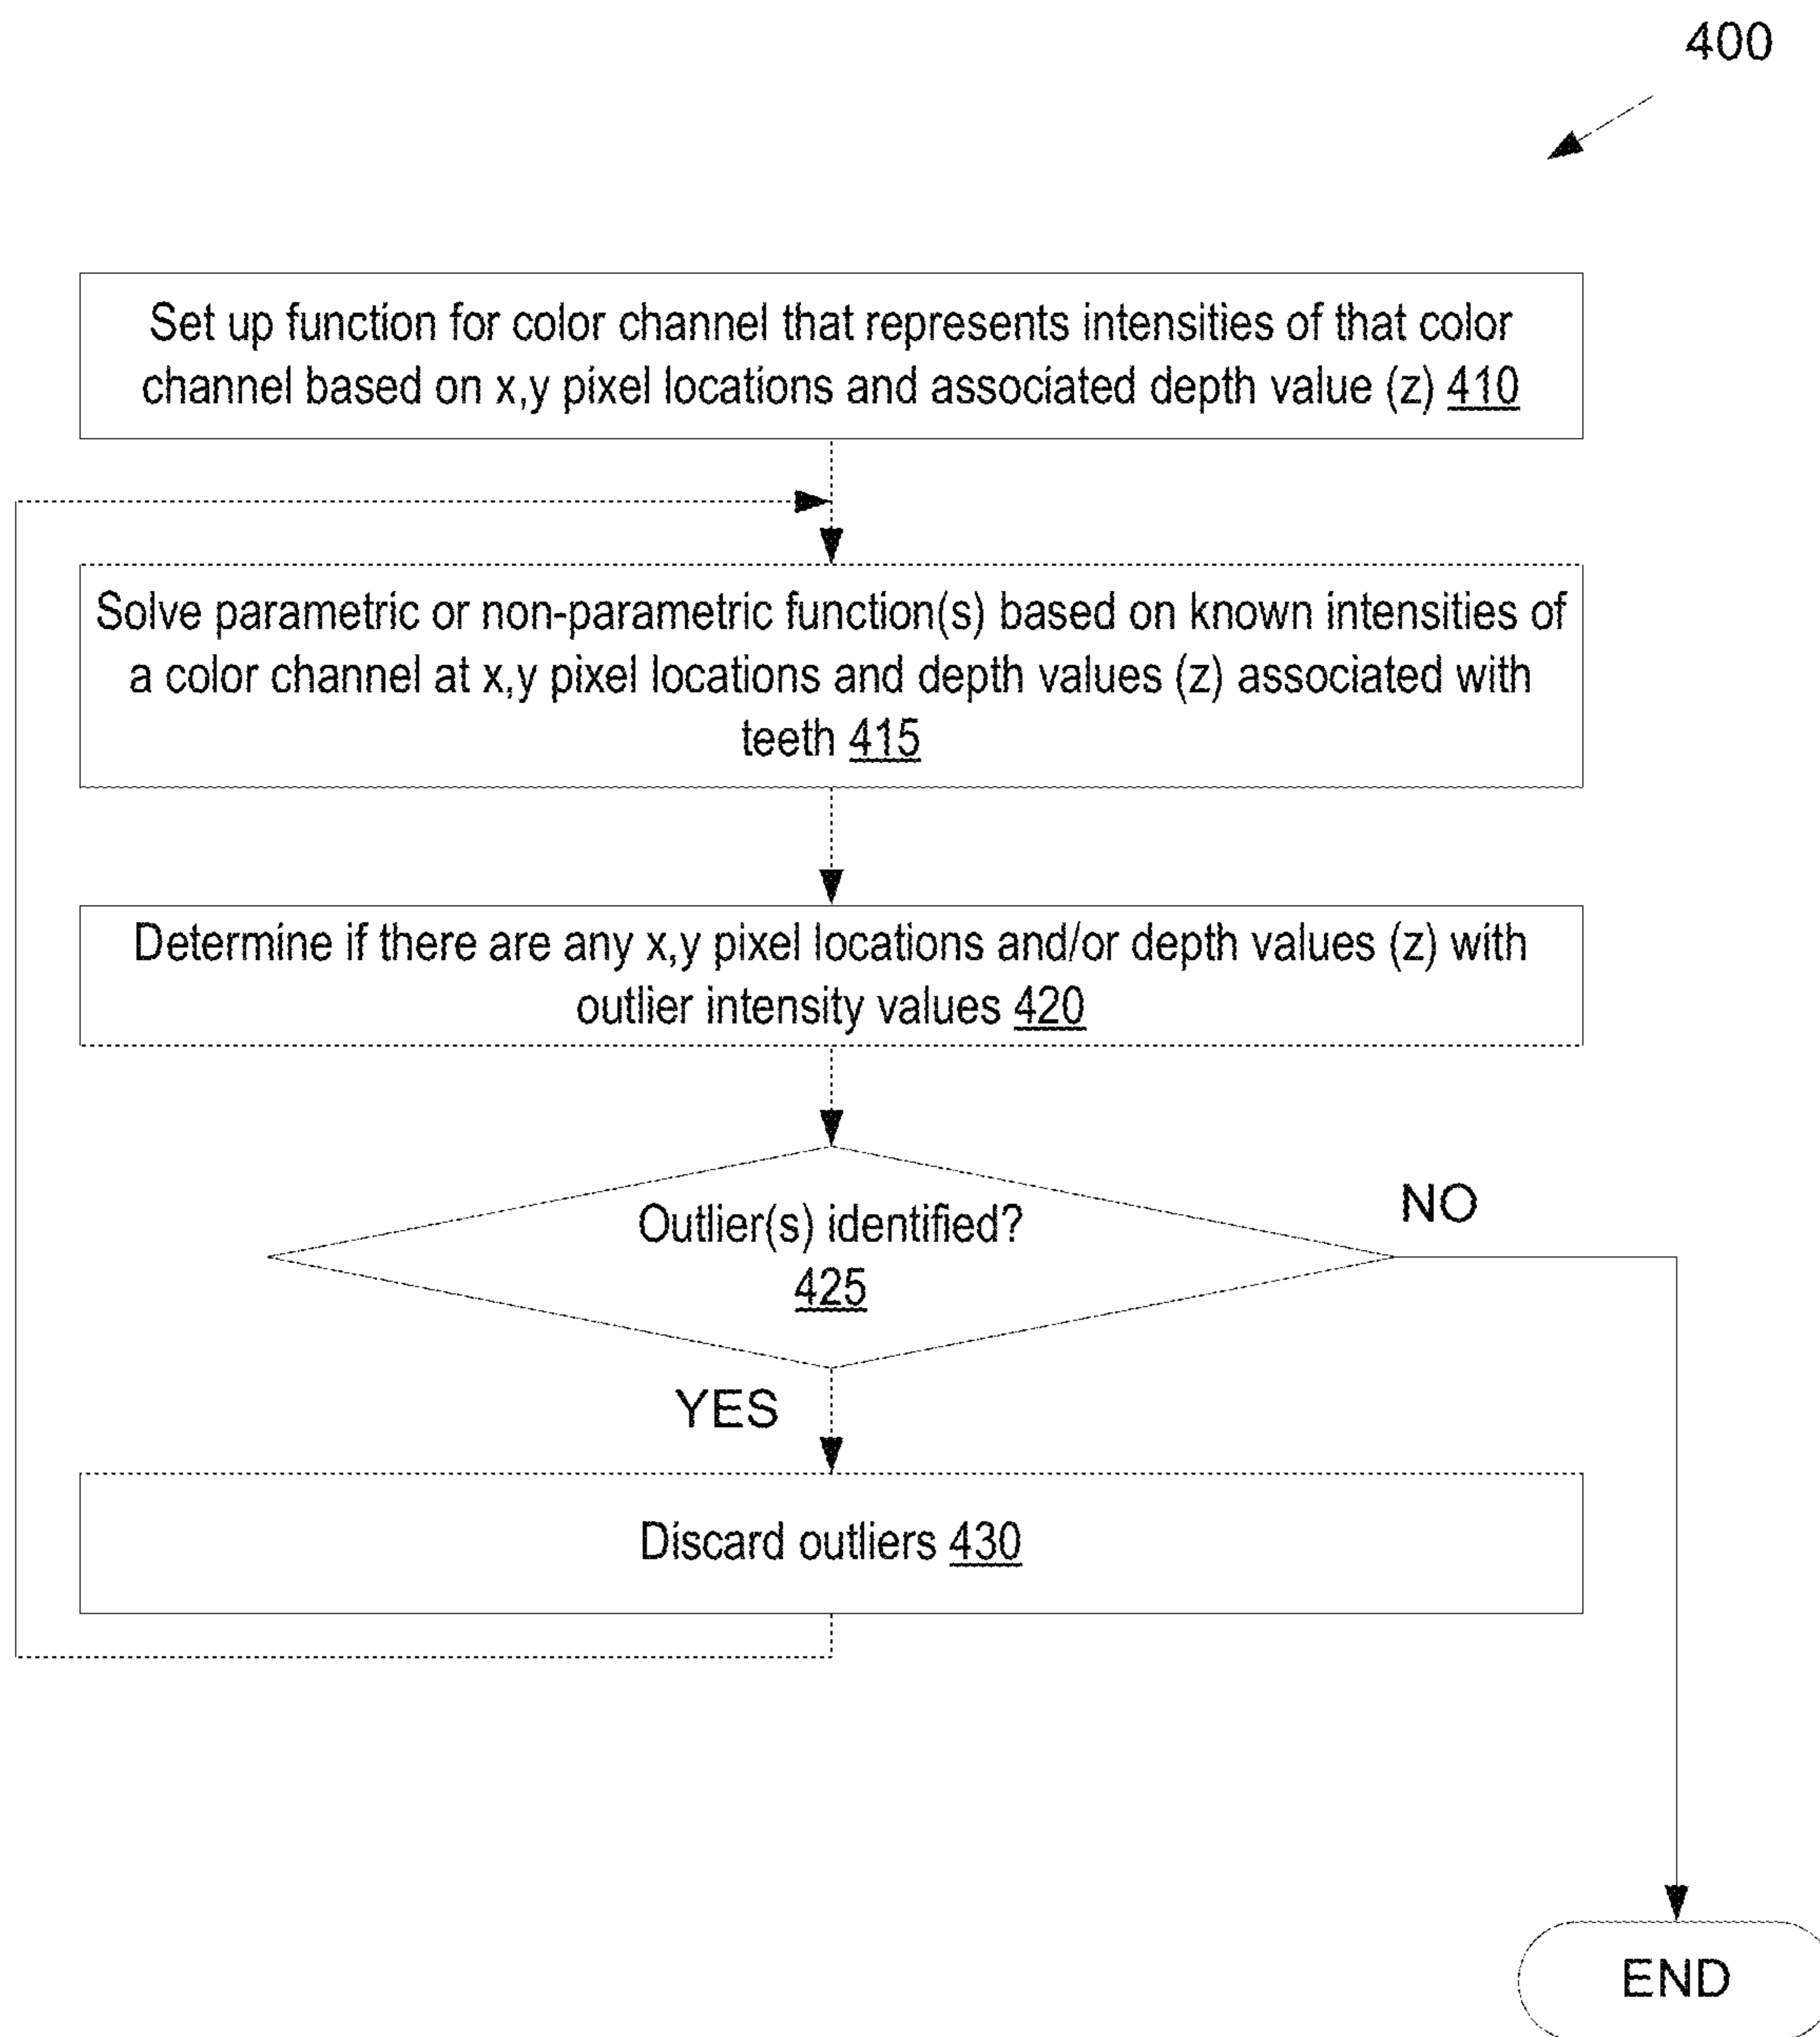 400
Set up function for color channel that represents intensities of that color
channel based on x,y pixel locations and associated depth value (z) 410
Solve parametric or non-parametric function(s) based on known intensities of
a color channel at x,y pixel locations and depth values (z) associated with
teeth 415
Determine if there are any x,y pixel locations and/or depth values (z) with
outlier intensity values 420
Outlier(s) identified?
425
NO
YES
Discard outliers 430
END